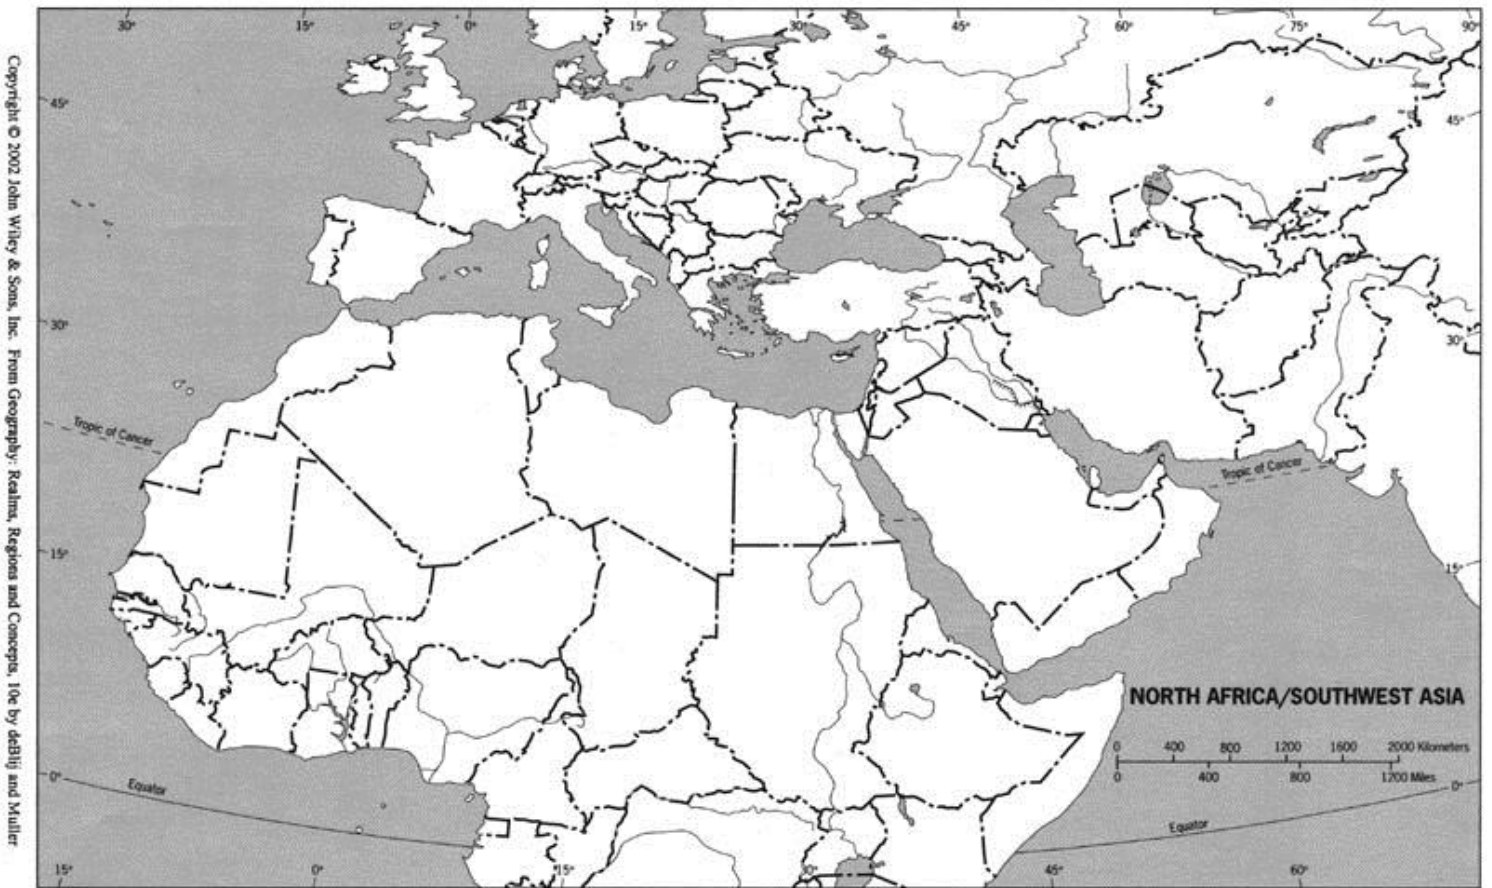 30° 15° 0° 15° 30° 45° 60° 75° 90°
45° 45°
30° 30°
Tropic of Cancer Tropic of Cancer
15° 15°
NORTH AFRICA/SOUTHWEST ASIA
0 400 800 1200 1600 2000 Kilometers
0 400 800 1200 Miles
0° 0°
Equator Equator
15° 0° 15° 30° 45° 60°
Copyright © 2002 John Wiley & Sons, Inc. From Geography: Realms, Regions and Concepts, 10e by deBlij and Muller